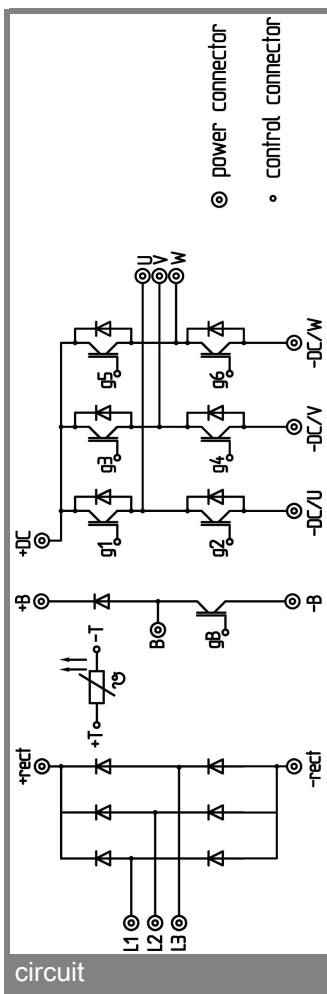 +rect
+T
-T
+B
+DC
L1
L2
L3
B
gB
g1
g3
g5
g2
g4
g6
U
V
W
-rect
-B
-DC/U
-DC/V
-DC/W
power connector
control connector
circuit